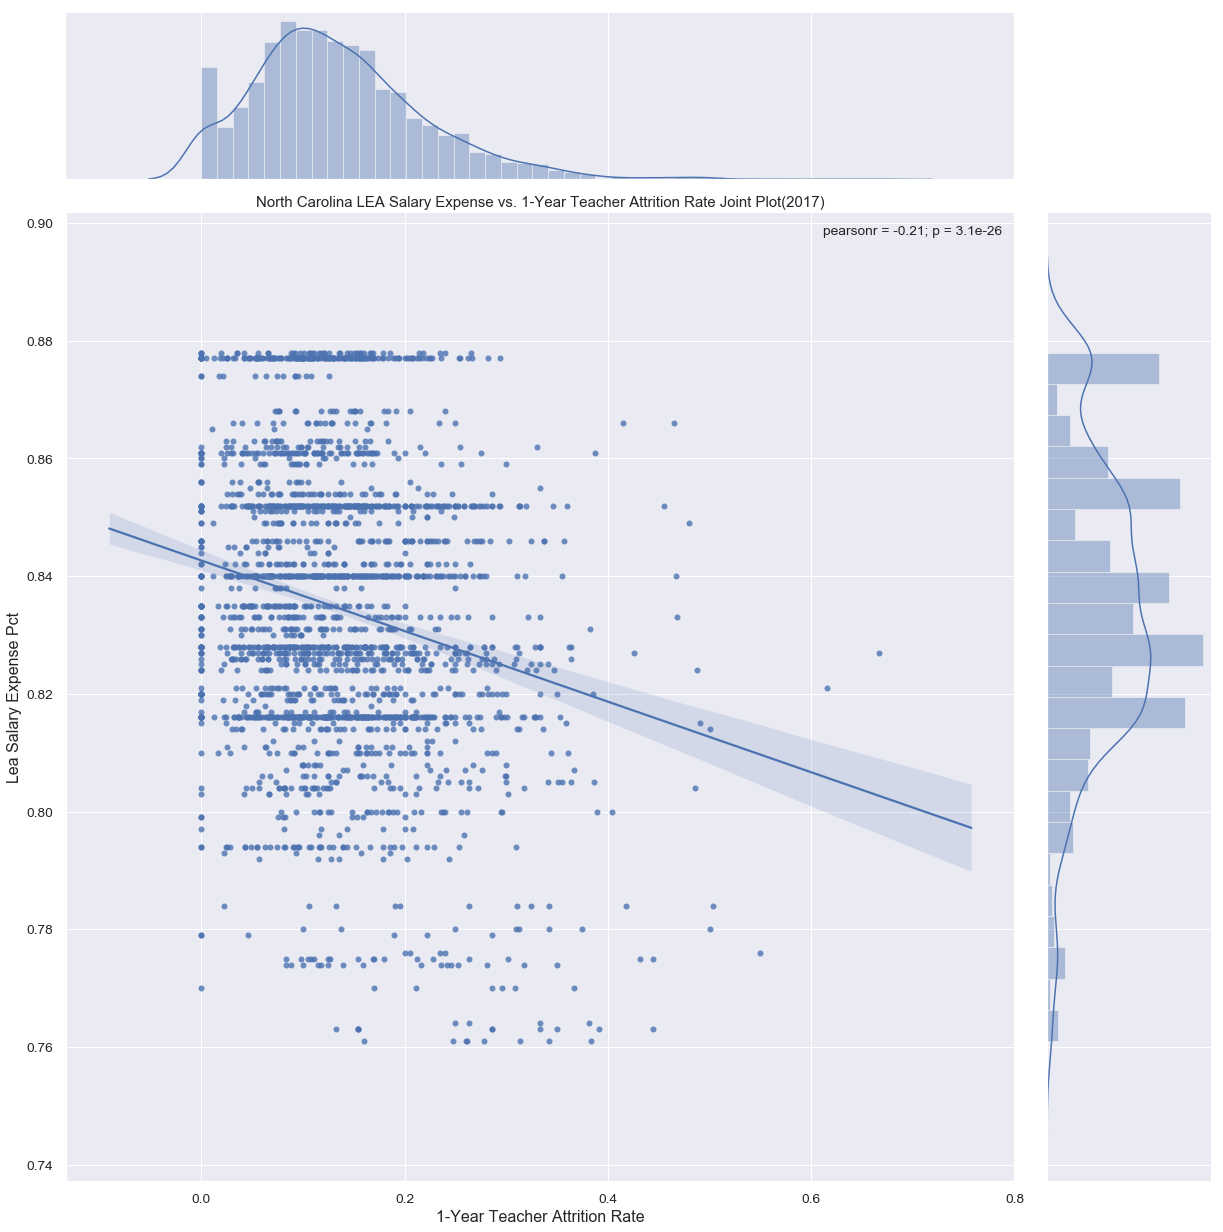 North Carolina LEA Salary Expense vs. 1-Year Teacher Attrition Rate Joint Plot(2017)
pearsonr = -0.21; p = 3.1e-26
0.90
0.88
0.86
0.84
0.82
0.80
0.78
0.76
0.74
Lea Salary Expense Pct
0.0 0.2 0.4 0.6 0.8
1-Year Teacher Attrition Rate